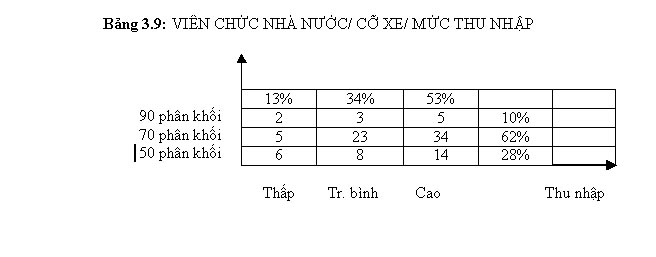 Bảng 3.9: VIÊN CHỨC NHÀ NƯỚC/ CỠ XE/ MỨC THU NHẬP
13% 34% 53%
90 phân khối 2 3 5 10%
70 phân khối 5 23 34 62%
50 phân khối 6 8 14 28%
Thấp Tr. bình Cao Thu nhập